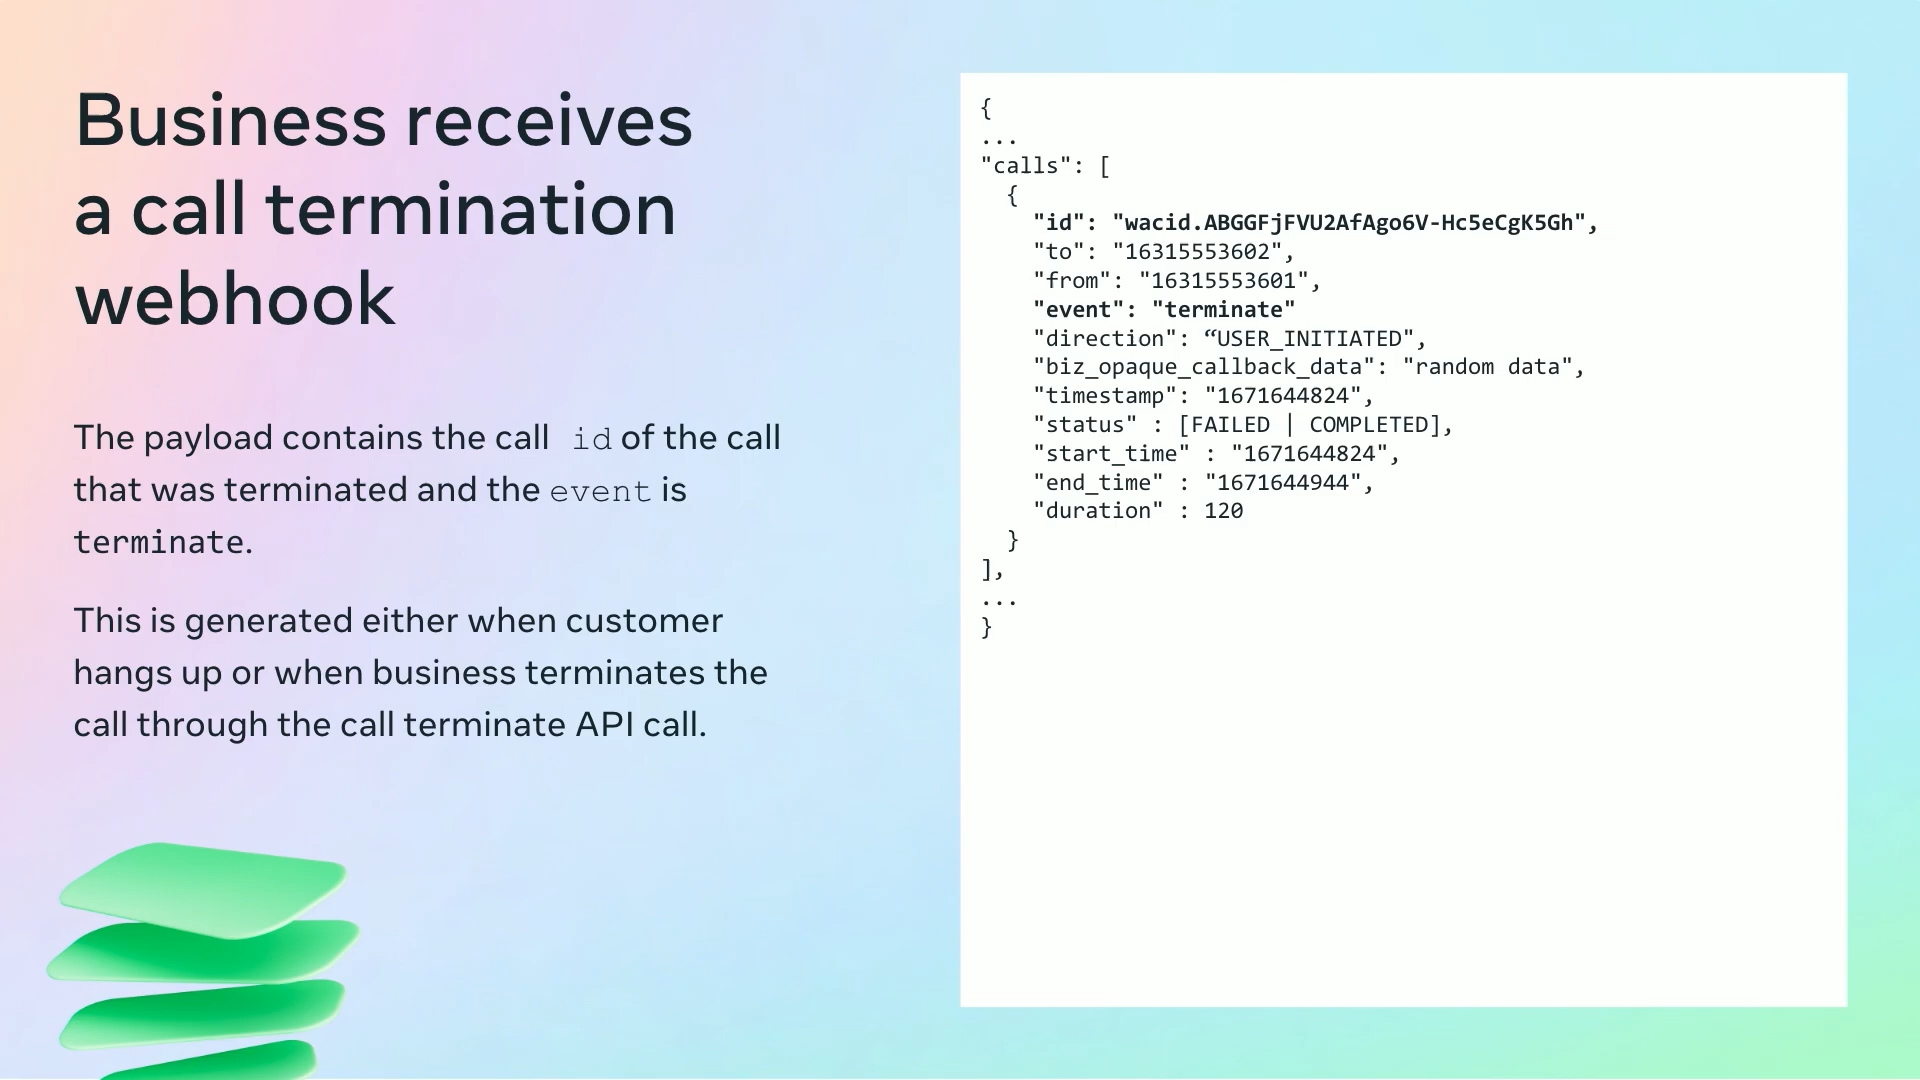 Business receives
a call termination
webhook
The payload contains the call id of the call
that was terminated and the event is
terminate.
This is generated either when customer
hangs up or when business terminates the
call through the call terminate API call.
{
...
"calls": [
{
"id": "wacid.ABGGFjFVU2AfAgo6V-Hc5eCgK5Gh",
"to": "16315553602",
"from": "16315553601",
"event": "terminate"
"direction": “USER_INITIATED",
"biz_opaque_callback_data": "random data",
"timestamp": "1671644824",
"status" : [FAILED | COMPLETED],
"start_time" : "1671644824",
"end_time" : "1671644944",
"duration" : 120
}
],
...
}